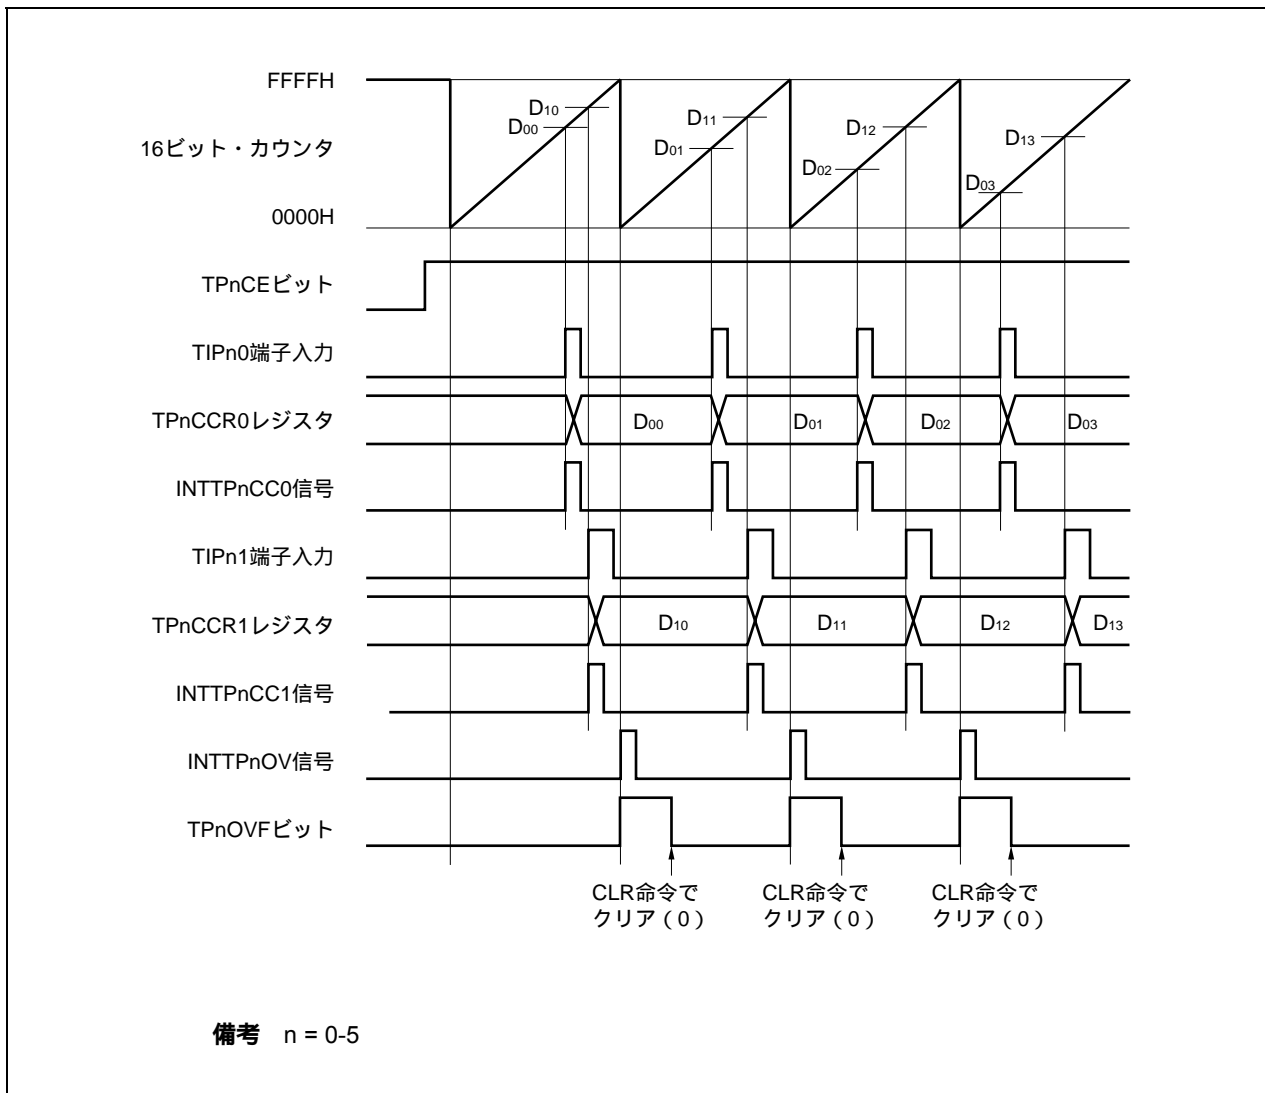 FFFFH
D10
D00
D11
D01
D12
D02
D13
D03
16ビット・カウンタ
0000H
TPnCEビット
TIPn0端子入力
TPnCCR0レジスタ
D00
D01
D02
D03
INTTPnCC0信号
TIPn1端子入力
TPnCCR1レジスタ
D10
D11
D12
D13
INTTPnCC1信号
INTTPnOV信号
TPnOVFビット
CLR命令で
クリア（0）
CLR命令で
クリア（0）
CLR命令で
クリア（0）
備考 n = 0-5